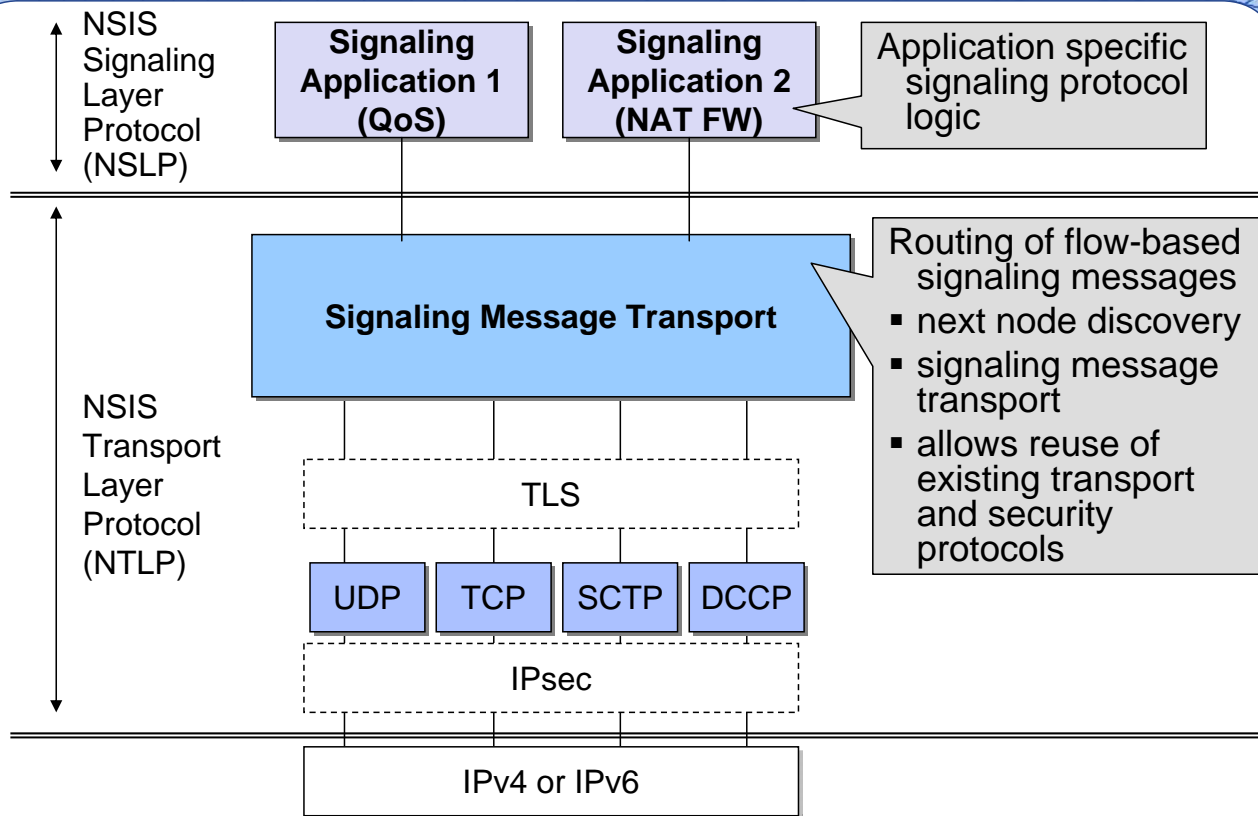 NSIS
Signaling
Layer
Protocol
(NSLP)
Signaling
Application 1
(QoS)
Signaling
Application 2
(NAT FW)
Application specific
signaling protocol
logic
NSIS
Transport
Layer
Protocol
(NTLP)
Signaling Message Transport
Routing of flow-based
signaling messages
▪ next node discovery
▪ signaling message
transport
▪ allows reuse of
existing transport
and security
protocols
TLS
UDP
TCP
SCTP
DCCP
IPsec
IPv4 or IPv6